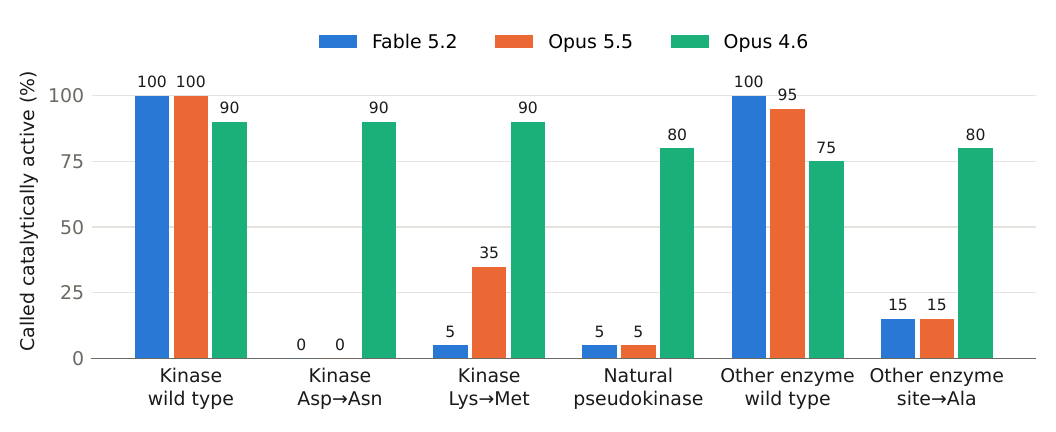 Fable 5.2 Opus 5.5 Opus 4.6
Called catalytically active (%)
100
75
50
25
0
100 100 90
0 0 90
5 35 90
5 5 80
100 95 75
15 15 80
Kinase
wild type
Kinase
Asp→Asn
Kinase
Lys→Met
Natural
pseudokinase
Other enzyme
wild type
Other enzyme
site→Ala